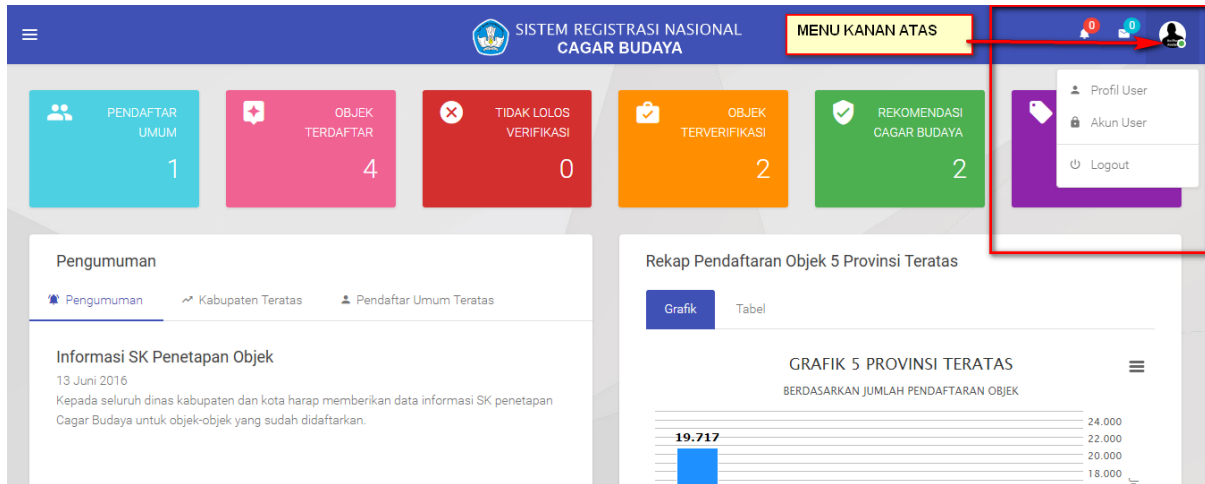 SISTEM REGISTRASI NASIONAL
CAGAR BUDAYA
MENU KANAN ATAS
0
0
PENDAFTAR
UMUM
1
OBJEK
TERDAFTAR
4
TIDAK LOLOS
VERIFIKASI
0
OBJEK
TERVERIFIKASI
2
REKOMENDASI
CAGAR BUDAYA
2
Profil User
Akun User
Logout
Pengumuman
Pengumuman
Kabupaten Teratas
Pendaftar Umum Teratas
Informasi SK Penetapan Objek
13 Juni 2016
Kepada seluruh dinas kabupaten dan kota harap memberikan data informasi SK penetapan
Cagar Budaya untuk objek-objek yang sudah didaftarkan.
Rekap Pendaftaran Objek 5 Provinsi Teratas
Grafik
Tabel
GRAFIK 5 PROVINSI TERATAS
BERDASARKAN JUMLAH PENDAFTARAN OBJEK
19.717
24.000
22.000
20.000
18.000